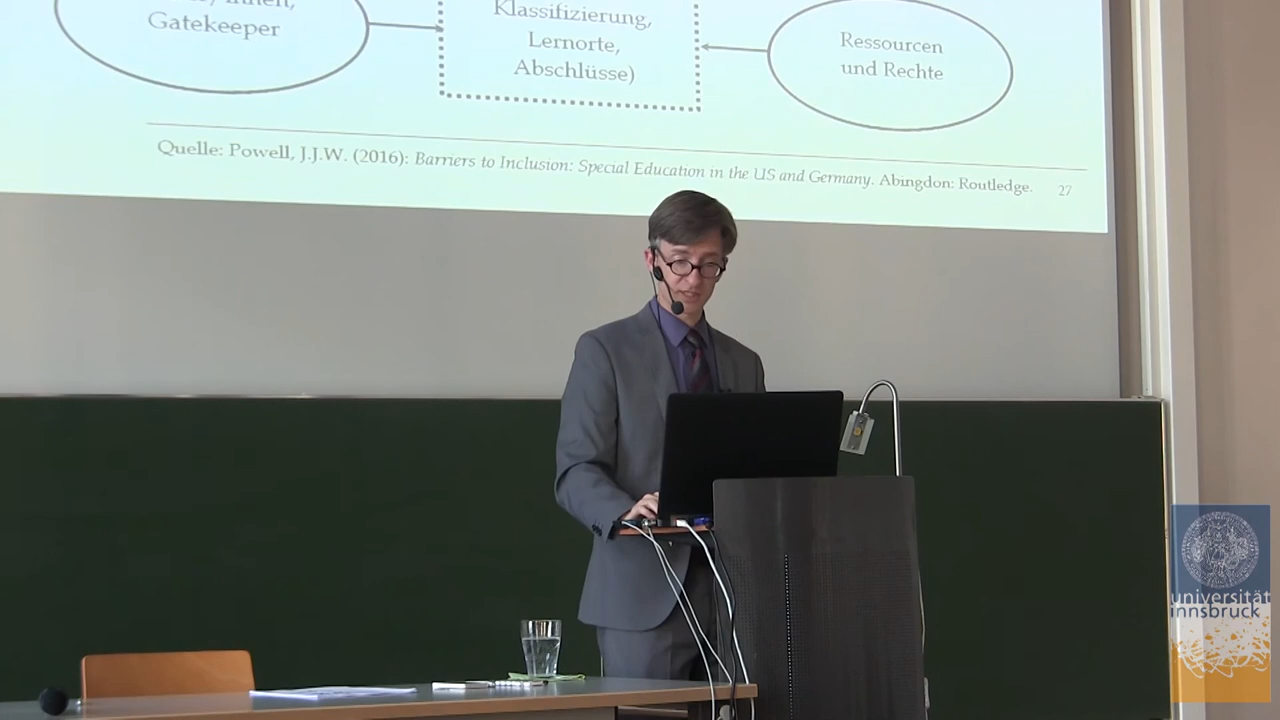 Gatekeeper
Klassifizierung,
Lernorte,
Abschlüsse)
Ressourcen
und Rechte
Quelle: Powell, J.J.W. (2016): Barriers to Inclusion: Special Education in the US and Germany. Abingdon: Routledge.
27
universität
innsbruck